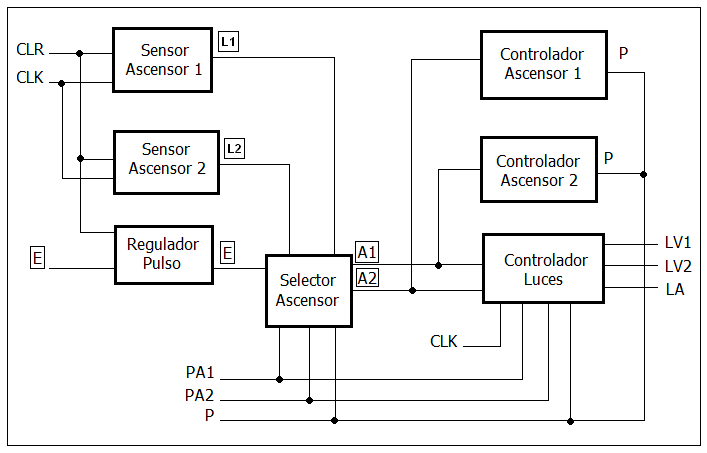 CLR
CLK
Sensor
Ascensor 1
L1
Sensor
Ascensor 2
L2
E
Regulador
Pulso
E
Selector
Ascensor
A1
A2
Controlador
Ascensor 1
P
Controlador
Ascensor 2
P
Controlador
Luces
LV1
LV2
LA
CLK
PA1
PA2
P